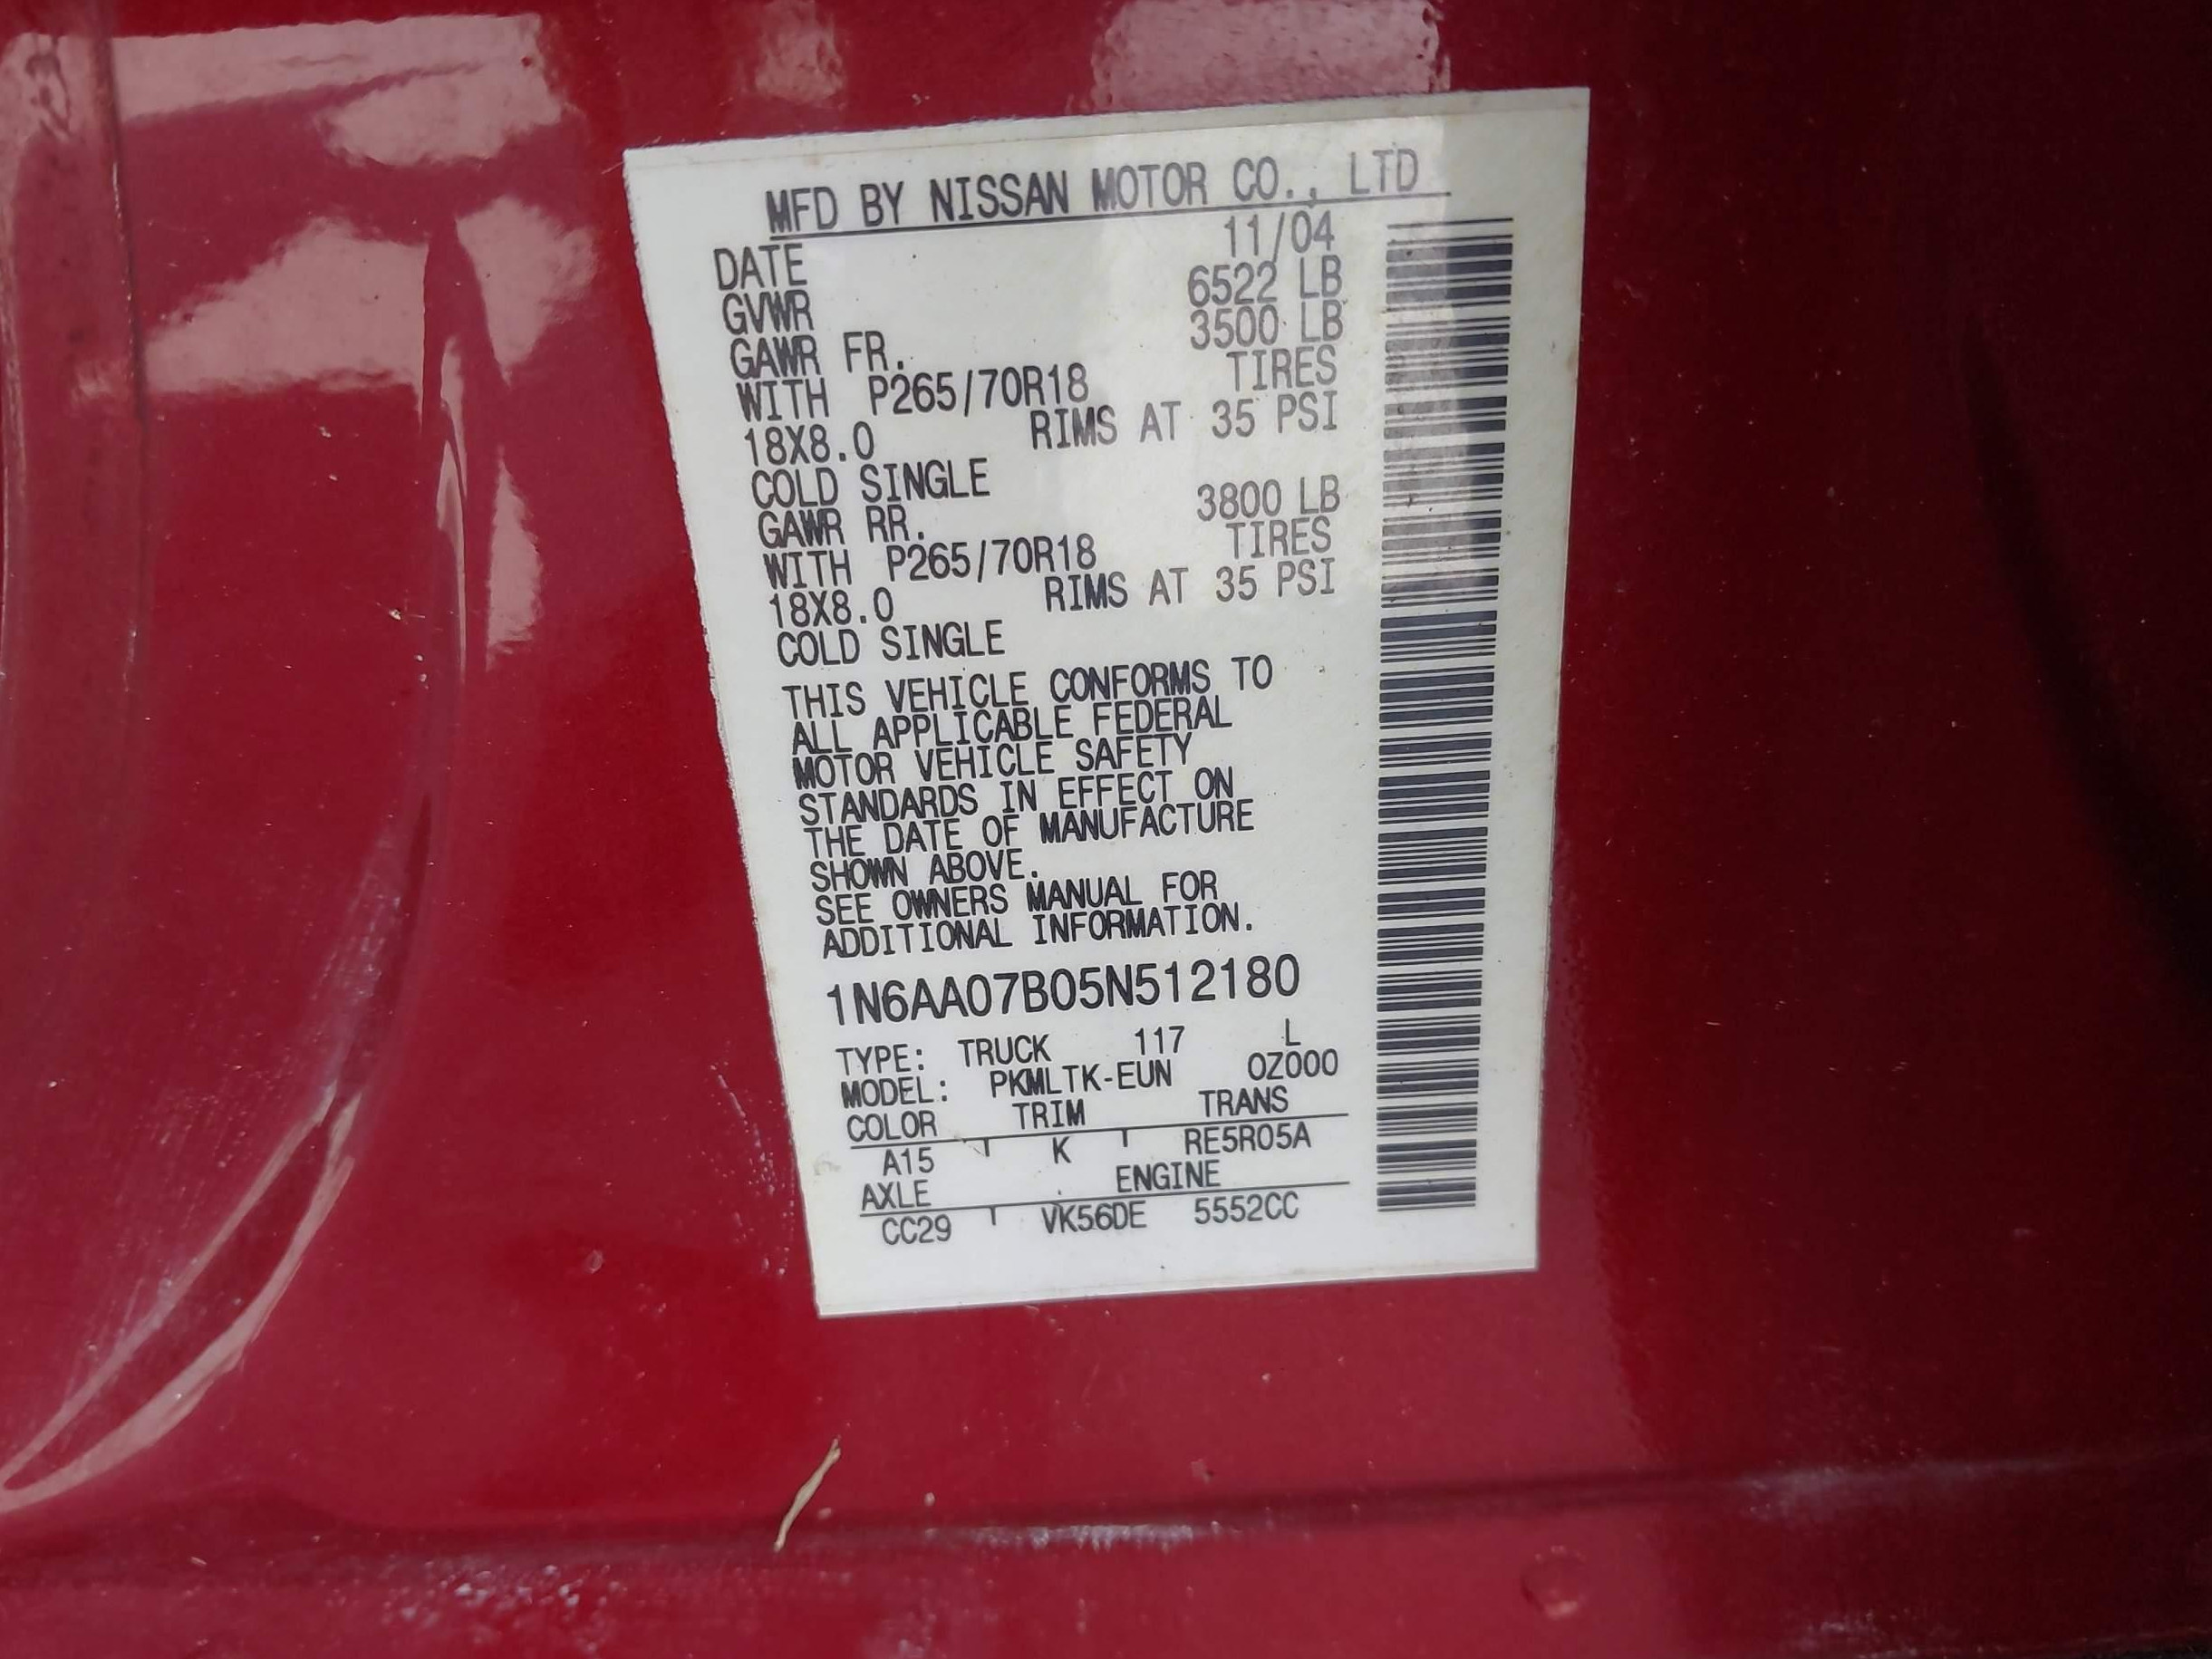 MFD BY NISSAN MOTOR CO., LTD
DATE 11/04
GVWR 6522 LB
GAWR FR. 3500 LB
WITH P265/70R18 TIRES
18X8.0 RIMS AT 35 PSI
COLD SINGLE
GAWR RR. 3800 LB
WITH P265/70R18 TIRES
18X8.0 RIMS AT 35 PSI
COLD SINGLE
THIS VEHICLE CONFORMS TO
ALL APPLICABLE FEDERAL
MOTOR VEHICLE SAFETY
STANDARDS IN EFFECT ON
THE DATE OF MANUFACTURE
SHOWN ABOVE.
SEE OWNERS MANUAL FOR
ADDITIONAL INFORMATION.
1N6AA07B05N512180
TYPE: TRUCK 117 L
MODEL: PKMLTK-EUN 0Z000
COLOR TRIM TRANS
A15 K RE5R05A
AXLE ENGINE
CC29 VK56DE 5552CC